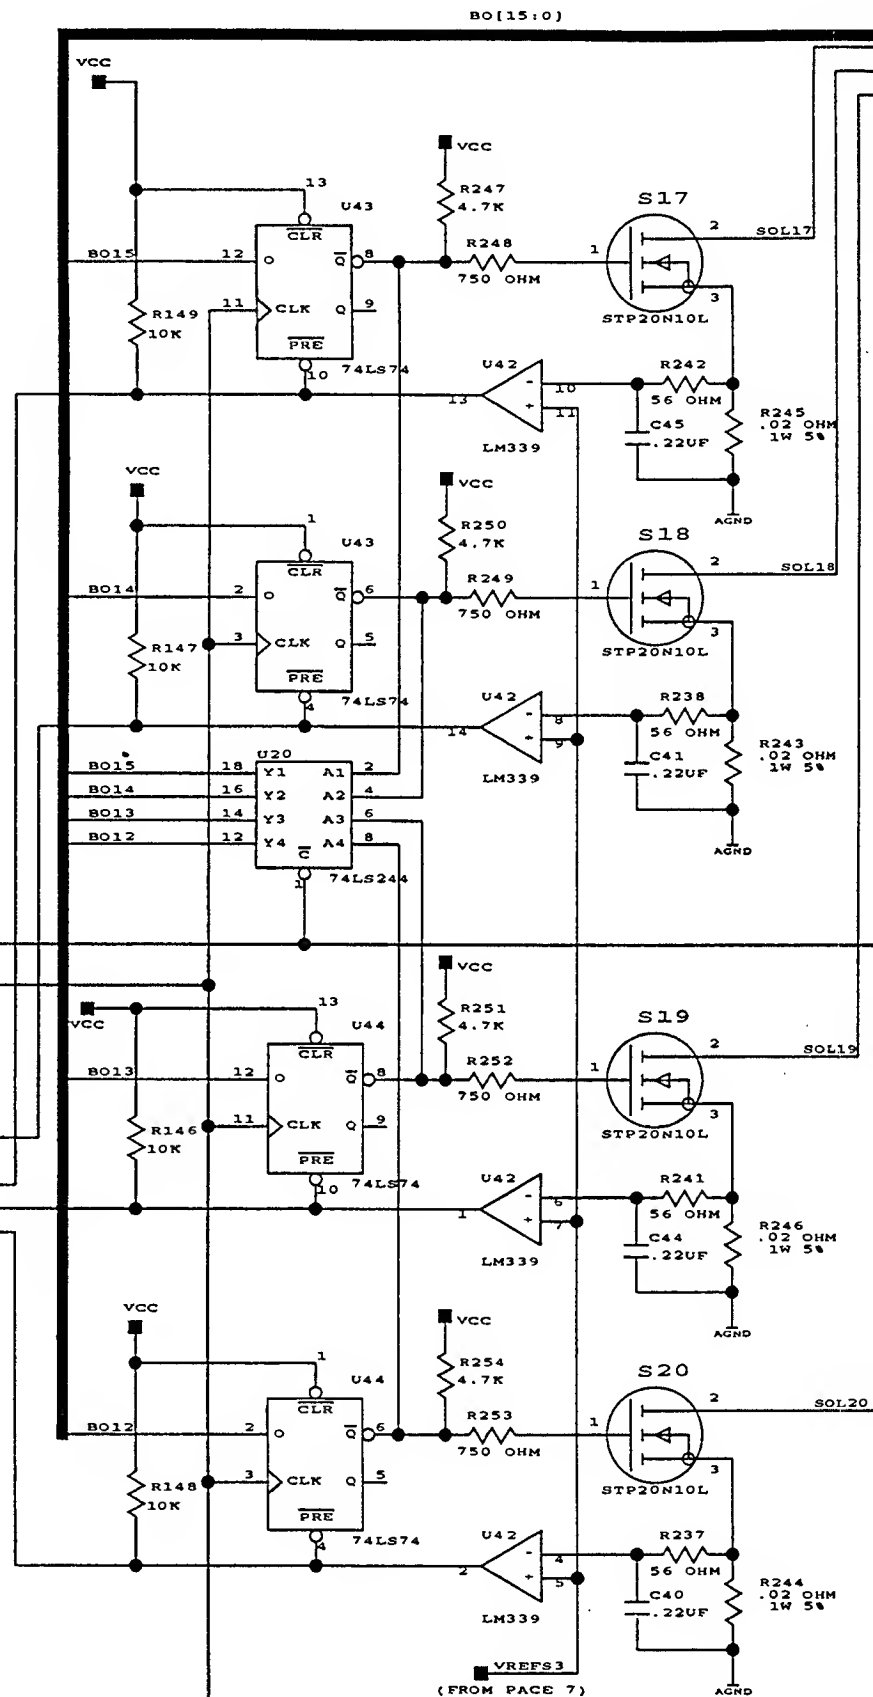 BO[15:0]
VCC
13
U43
CLR
VCC
R247
4.7K
S17
2
SOL17
BO15
12
O
Q
8
R248
750 OHM
1
3
STP20N10L
R149
10K
11
CLK
Q
9
PRE
10
74LS74
U42
13
-
10
+
11
LM339
R242
56 OHM
C45
.22UF
R245
.02 OHM
1W 5%
AGND
VCC
1
U43
CLR
VCC
R250
4.7K
S18
2
SOL18
BO14
2
O
Q
6
R249
750 OHM
1
3
STP20N10L
R147
10K
3
CLK
Q
5
PRE
4
74LS74
U42
14
-
8
+
9
LM339
R238
56 OHM
C41
.22UF
R243
.02 OHM
1W 5%
AGND
U20
BO15
18
Y1
A1
2
BO14
16
Y2
A2
4
BO13
14
Y3
A3
6
BO12
12
Y4
A4
8
G
1
74LS244
VCC
13
U44
CLR
VCC
R251
4.7K
S19
2
SOL19
BO13
12
O
Q
8
R252
750 OHM
1
3
STP20N10L
R146
10K
11
CLK
Q
9
PRE
10
74LS74
U42
1
-
6
+
7
LM339
R241
56 OHM
C44
.22UF
R246
.02 OHM
1W 5%
AGND
VCC
1
U44
CLR
VCC
R254
4.7K
S20
2
SOL20
BO12
2
O
Q
6
R253
750 OHM
1
3
STP20N10L
R148
10K
3
CLK
Q
5
PRE
4
74LS74
U42
2
-
4
+
5
LM339
R237
56 OHM
C40
.22UF
R244
.02 OHM
1W 5%
AGND
VREFS3
(FROM PAGE 7)